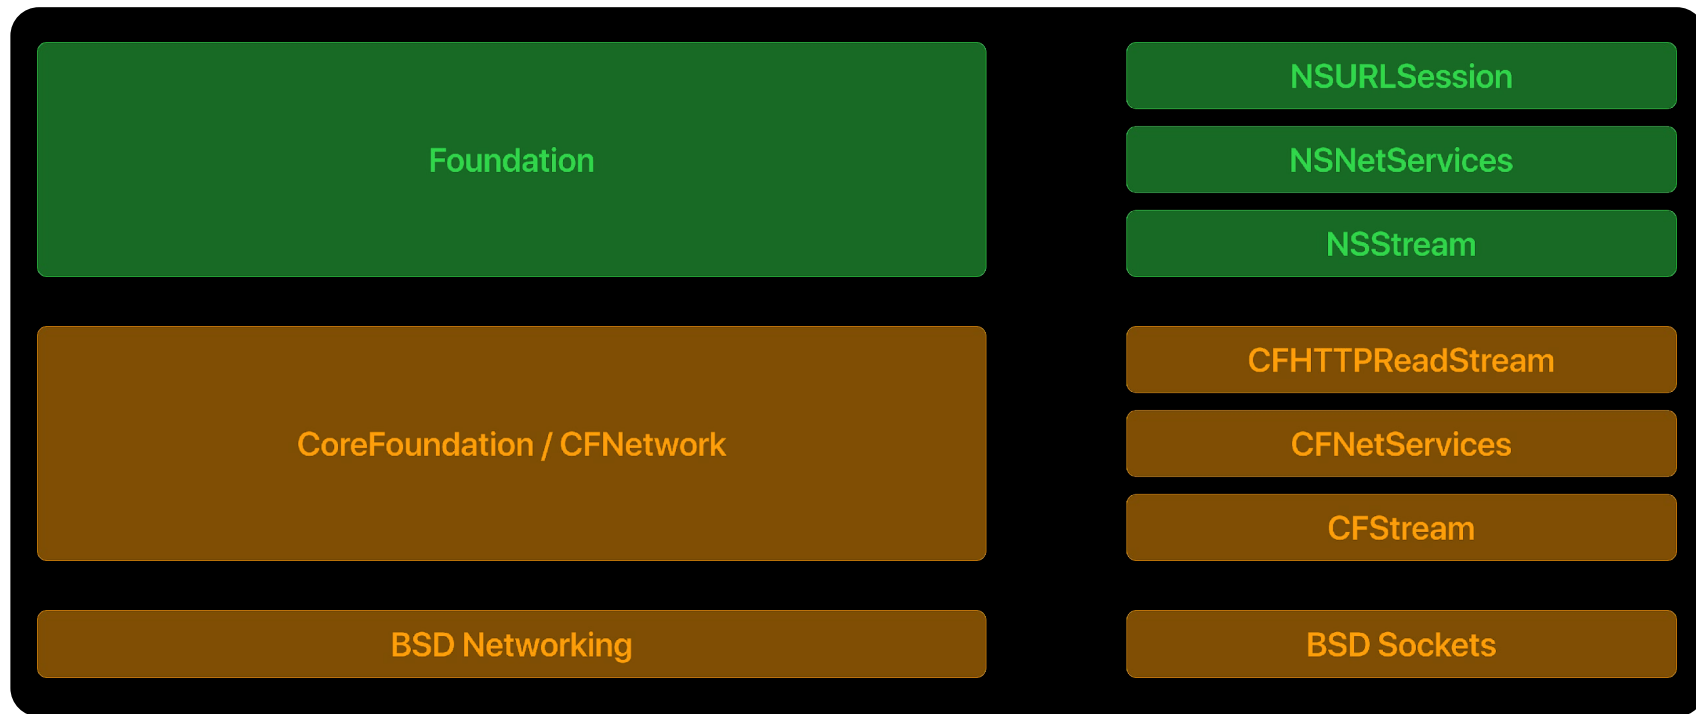 Foundation
NSURLSession
NSNetServices
NSStream
CoreFoundation / CFNetwork
CFHTTPReadStream
CFNetServices
CFStream
BSD Networking
BSD Sockets